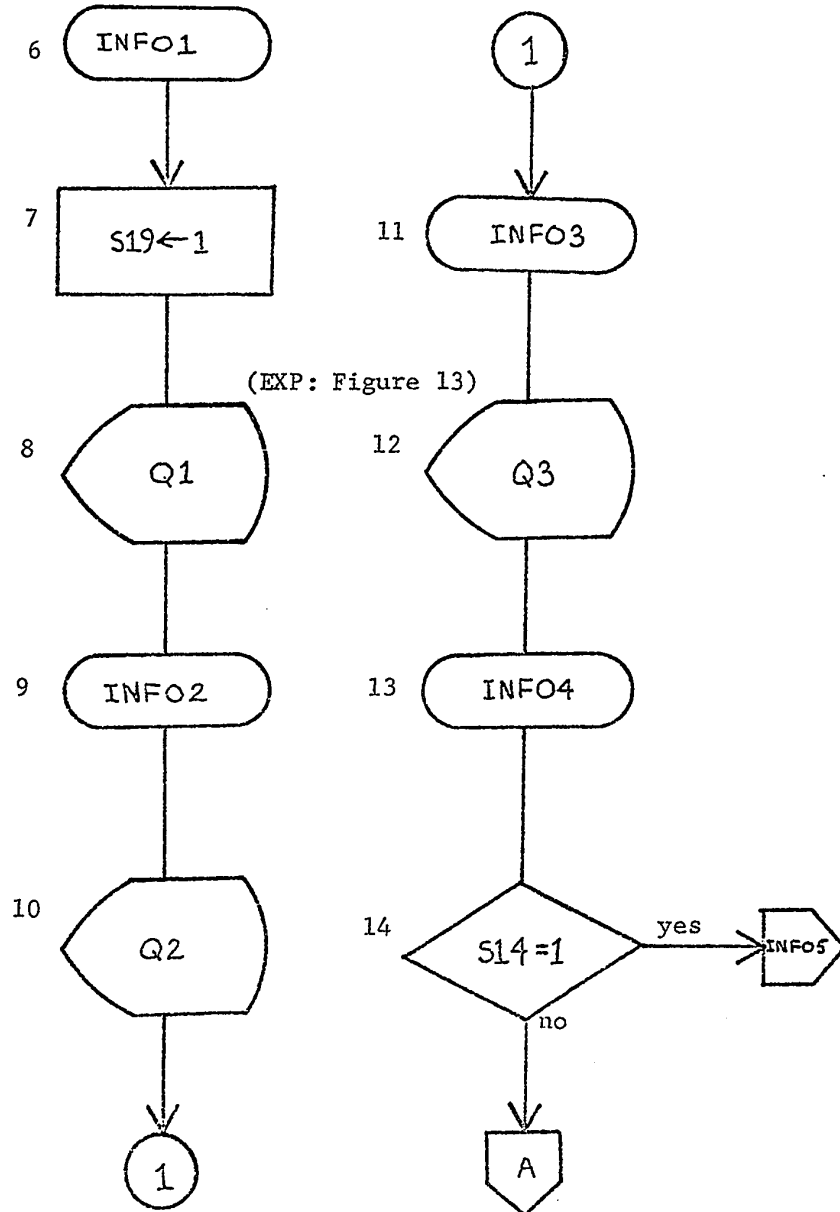 6 INFO1
7 S19←1
(EXP: Figure 13)
8 Q1
9 INFO2
10 Q2
1
1
11 INFO3
12 Q3
13 INFO4
14 S14=1
yes
INFO5
no
A